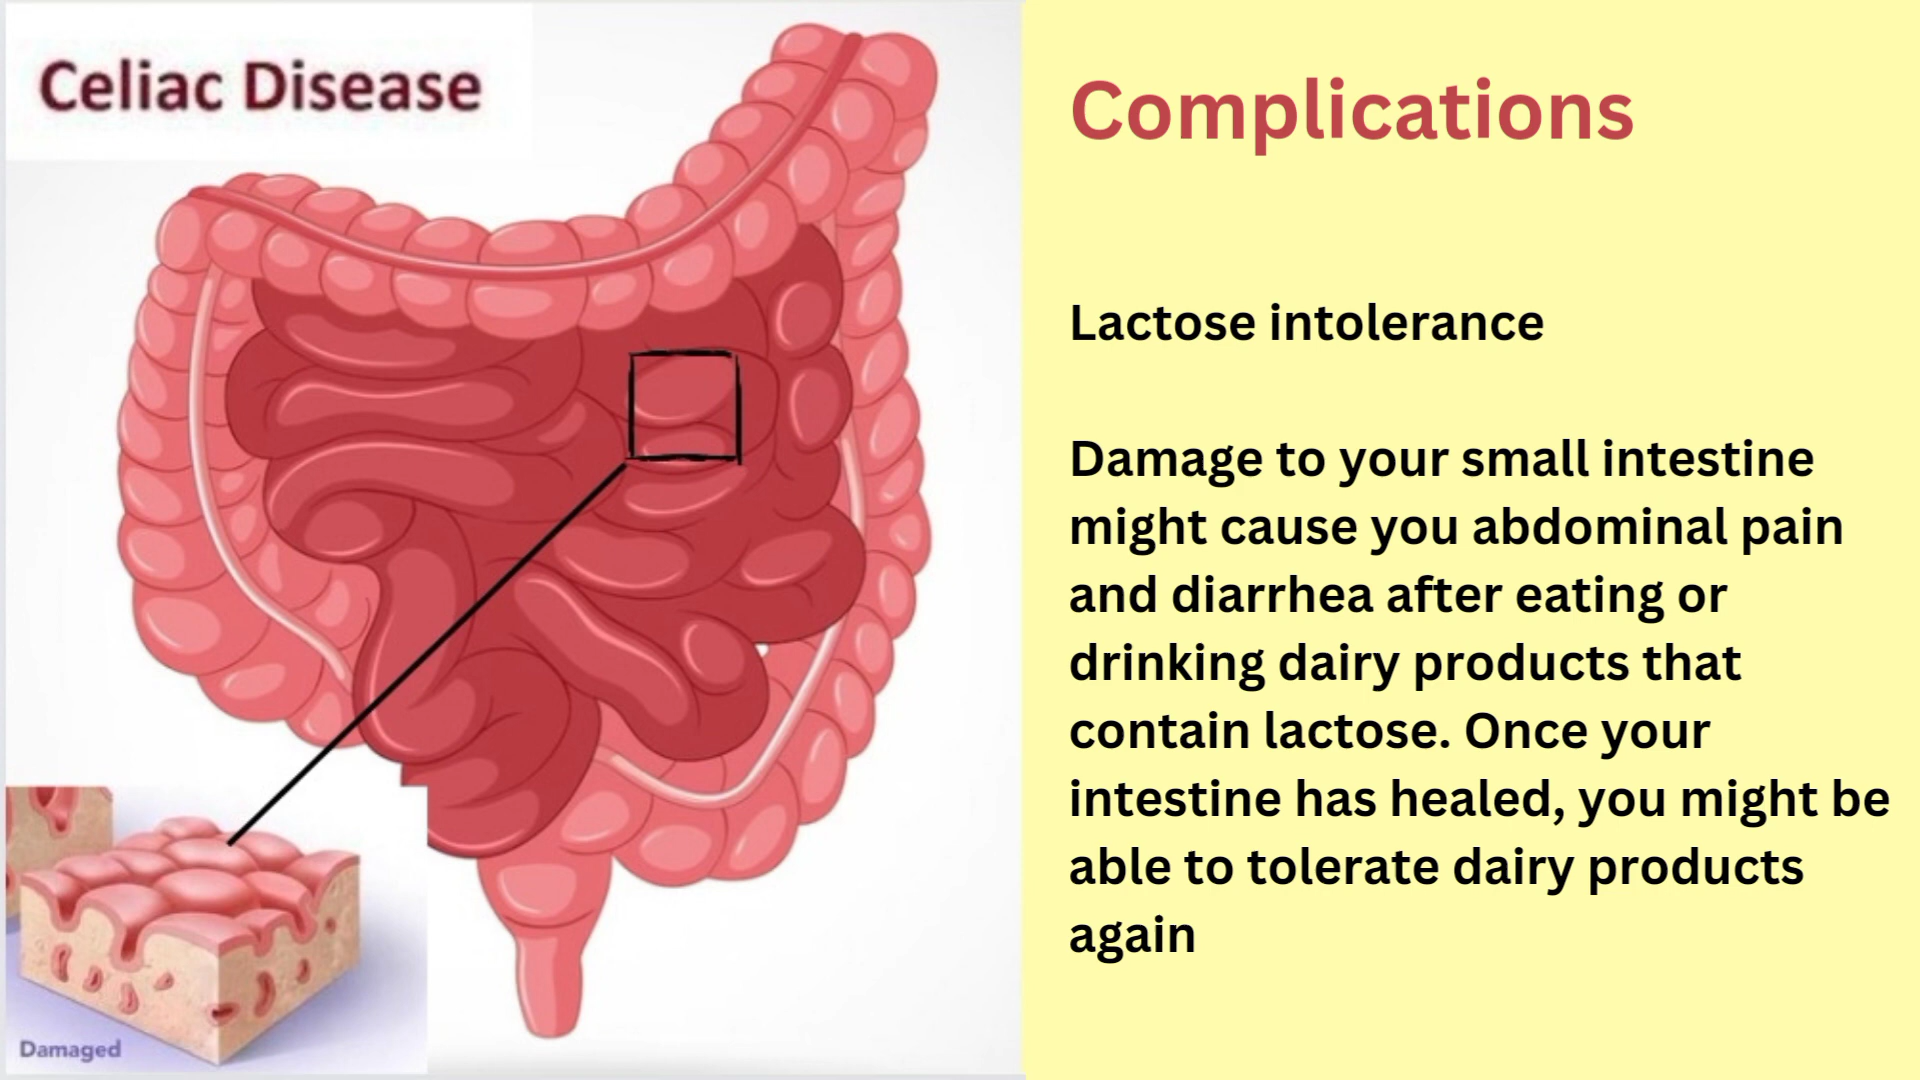 Celiac Disease
Damaged
Complications
Lactose intolerance
Damage to your small intestine
might cause you abdominal pain
and diarrhea after eating or
drinking dairy products that
contain lactose. Once your
intestine has healed, you might be
able to tolerate dairy products
again